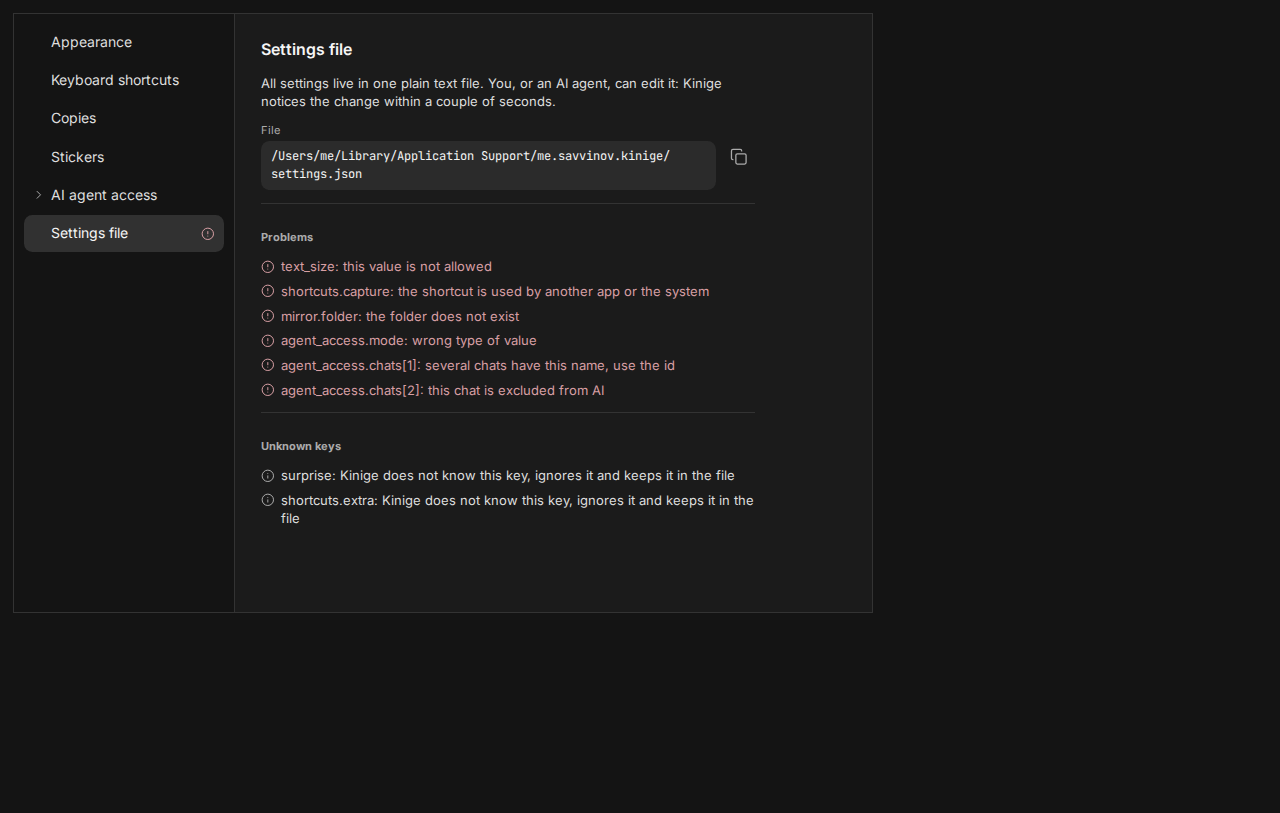 Appearance
Keyboard shortcuts
Copies
Stickers
AI agent access
Settings file
Settings file
All settings live in one plain text file. You, or an AI agent, can edit it: Kinige
notices the change within a couple of seconds.
File
/Users/me/Library/Application Support/me.savvinov.kinige/
settings.json
Problems
text_size: this value is not allowed
shortcuts.capture: the shortcut is used by another app or the system
mirror.folder: the folder does not exist
agent_access.mode: wrong type of value
agent_access.chats[1]: several chats have this name, use the id
agent_access.chats[2]: this chat is excluded from AI
Unknown keys
surprise: Kinige does not know this key, ignores it and keeps it in the file
shortcuts.extra: Kinige does not know this key, ignores it and keeps it in the
file